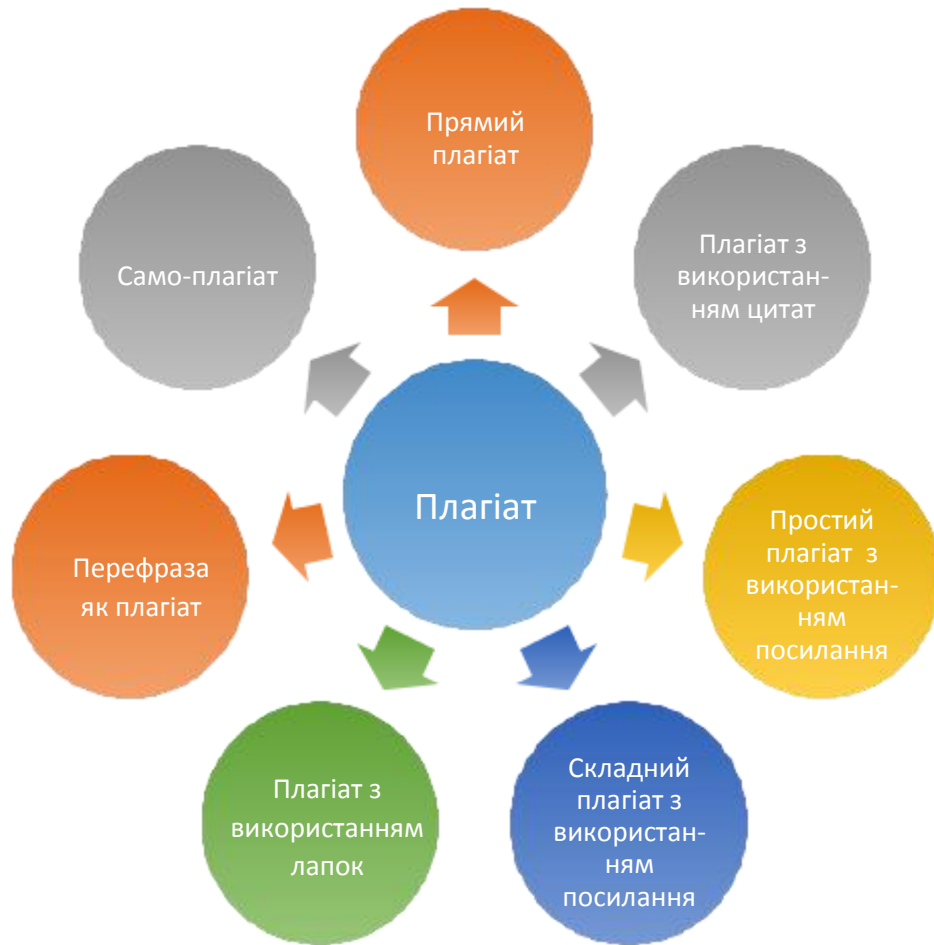 Прямий
плагіат
Плагіат з
використан-
ням цитат
Простий
плагіат з
використан-
ням
посилання
Складний
плагіат з
використан-
ням
посилання
Плагіат з
використанням
лапок
Перефраза
як плагіат
Само-плагіат
Плагіат